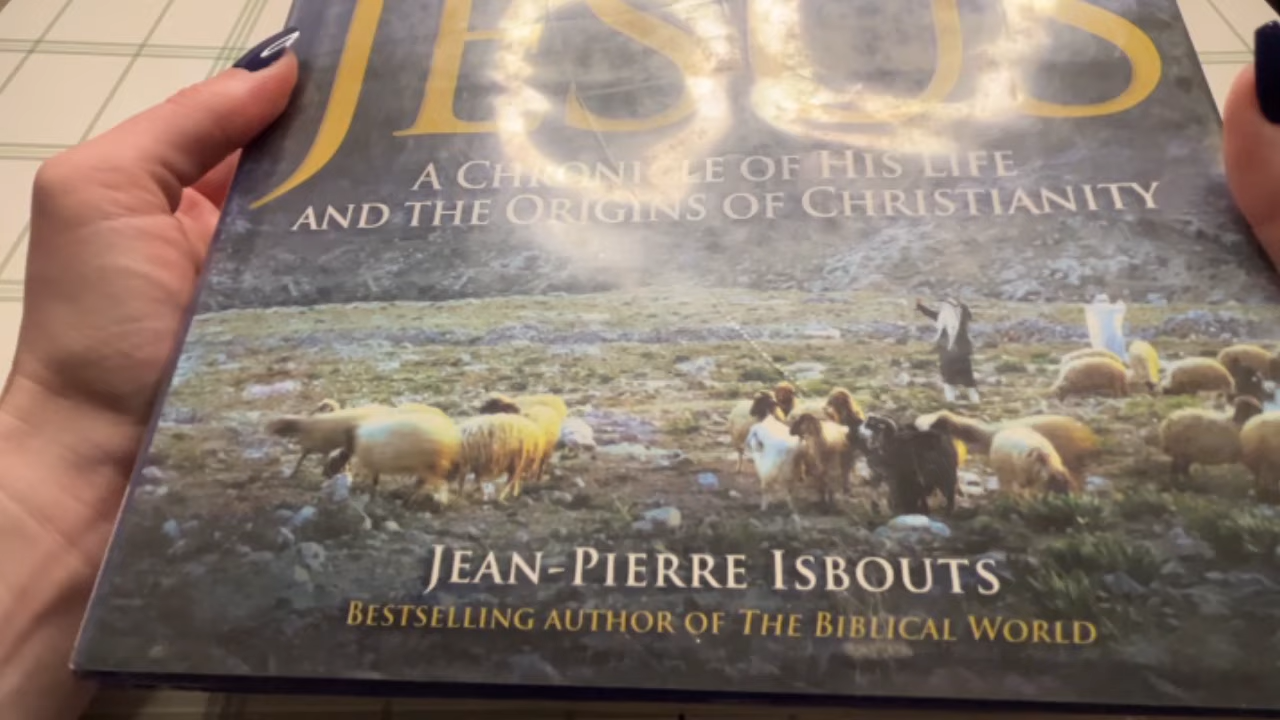 JESUS
A CHRONICLE OF HIS LIFE
AND THE ORIGINS OF CHRISTIANITY
JEAN-PIERRE ISBOUTS
BESTSELLING AUTHOR OF THE BIBLICAL WORLD